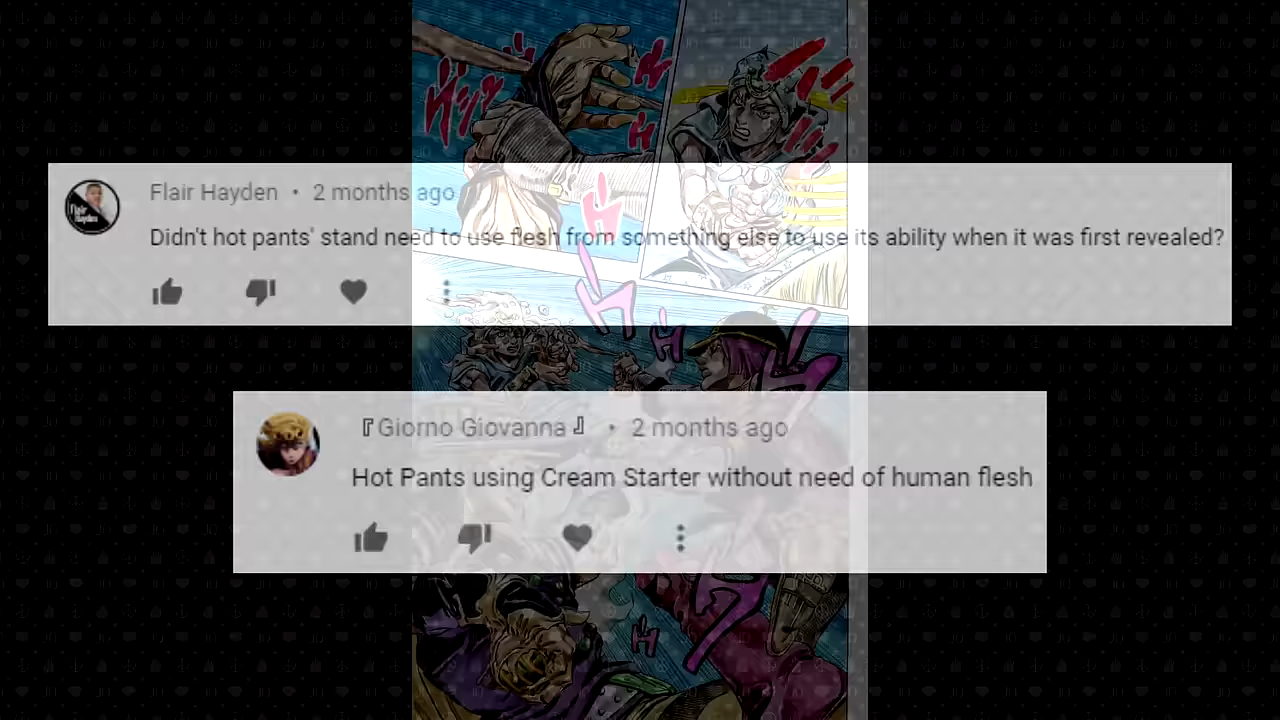 Flair Hayden • 2 months ago
Didn't hot pants' stand need to use flesh from something else to use its ability when it was first revealed?
『Giorno Giovanna』 • 2 months ago
Hot Pants using Cream Starter without need of human flesh